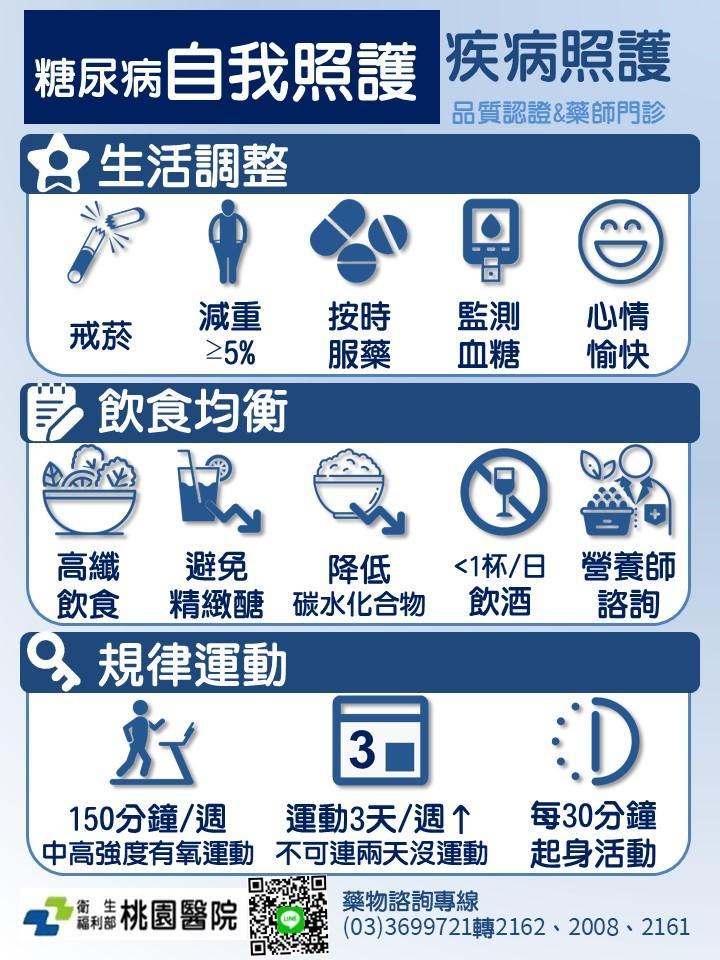 糖尿病自我照護
疾病照護
品質認證&藥師門診
生活調整
戒菸
減重
≥5%
按時
服藥
監測
血糖
心情
愉快
飲食均衡
高纖
飲食
避免
精緻醣
降低
碳水化合物
<1杯/日
飲酒
營養師
諮詢
規律運動
150分鐘/週
中高強度有氧運動
3
運動3天/週↑
不可連兩天沒運動
每30分鐘
起身活動
衛生
福利部
桃園醫院
LINE
藥物諮詢專線
(03)3699721轉2162、2008、2161